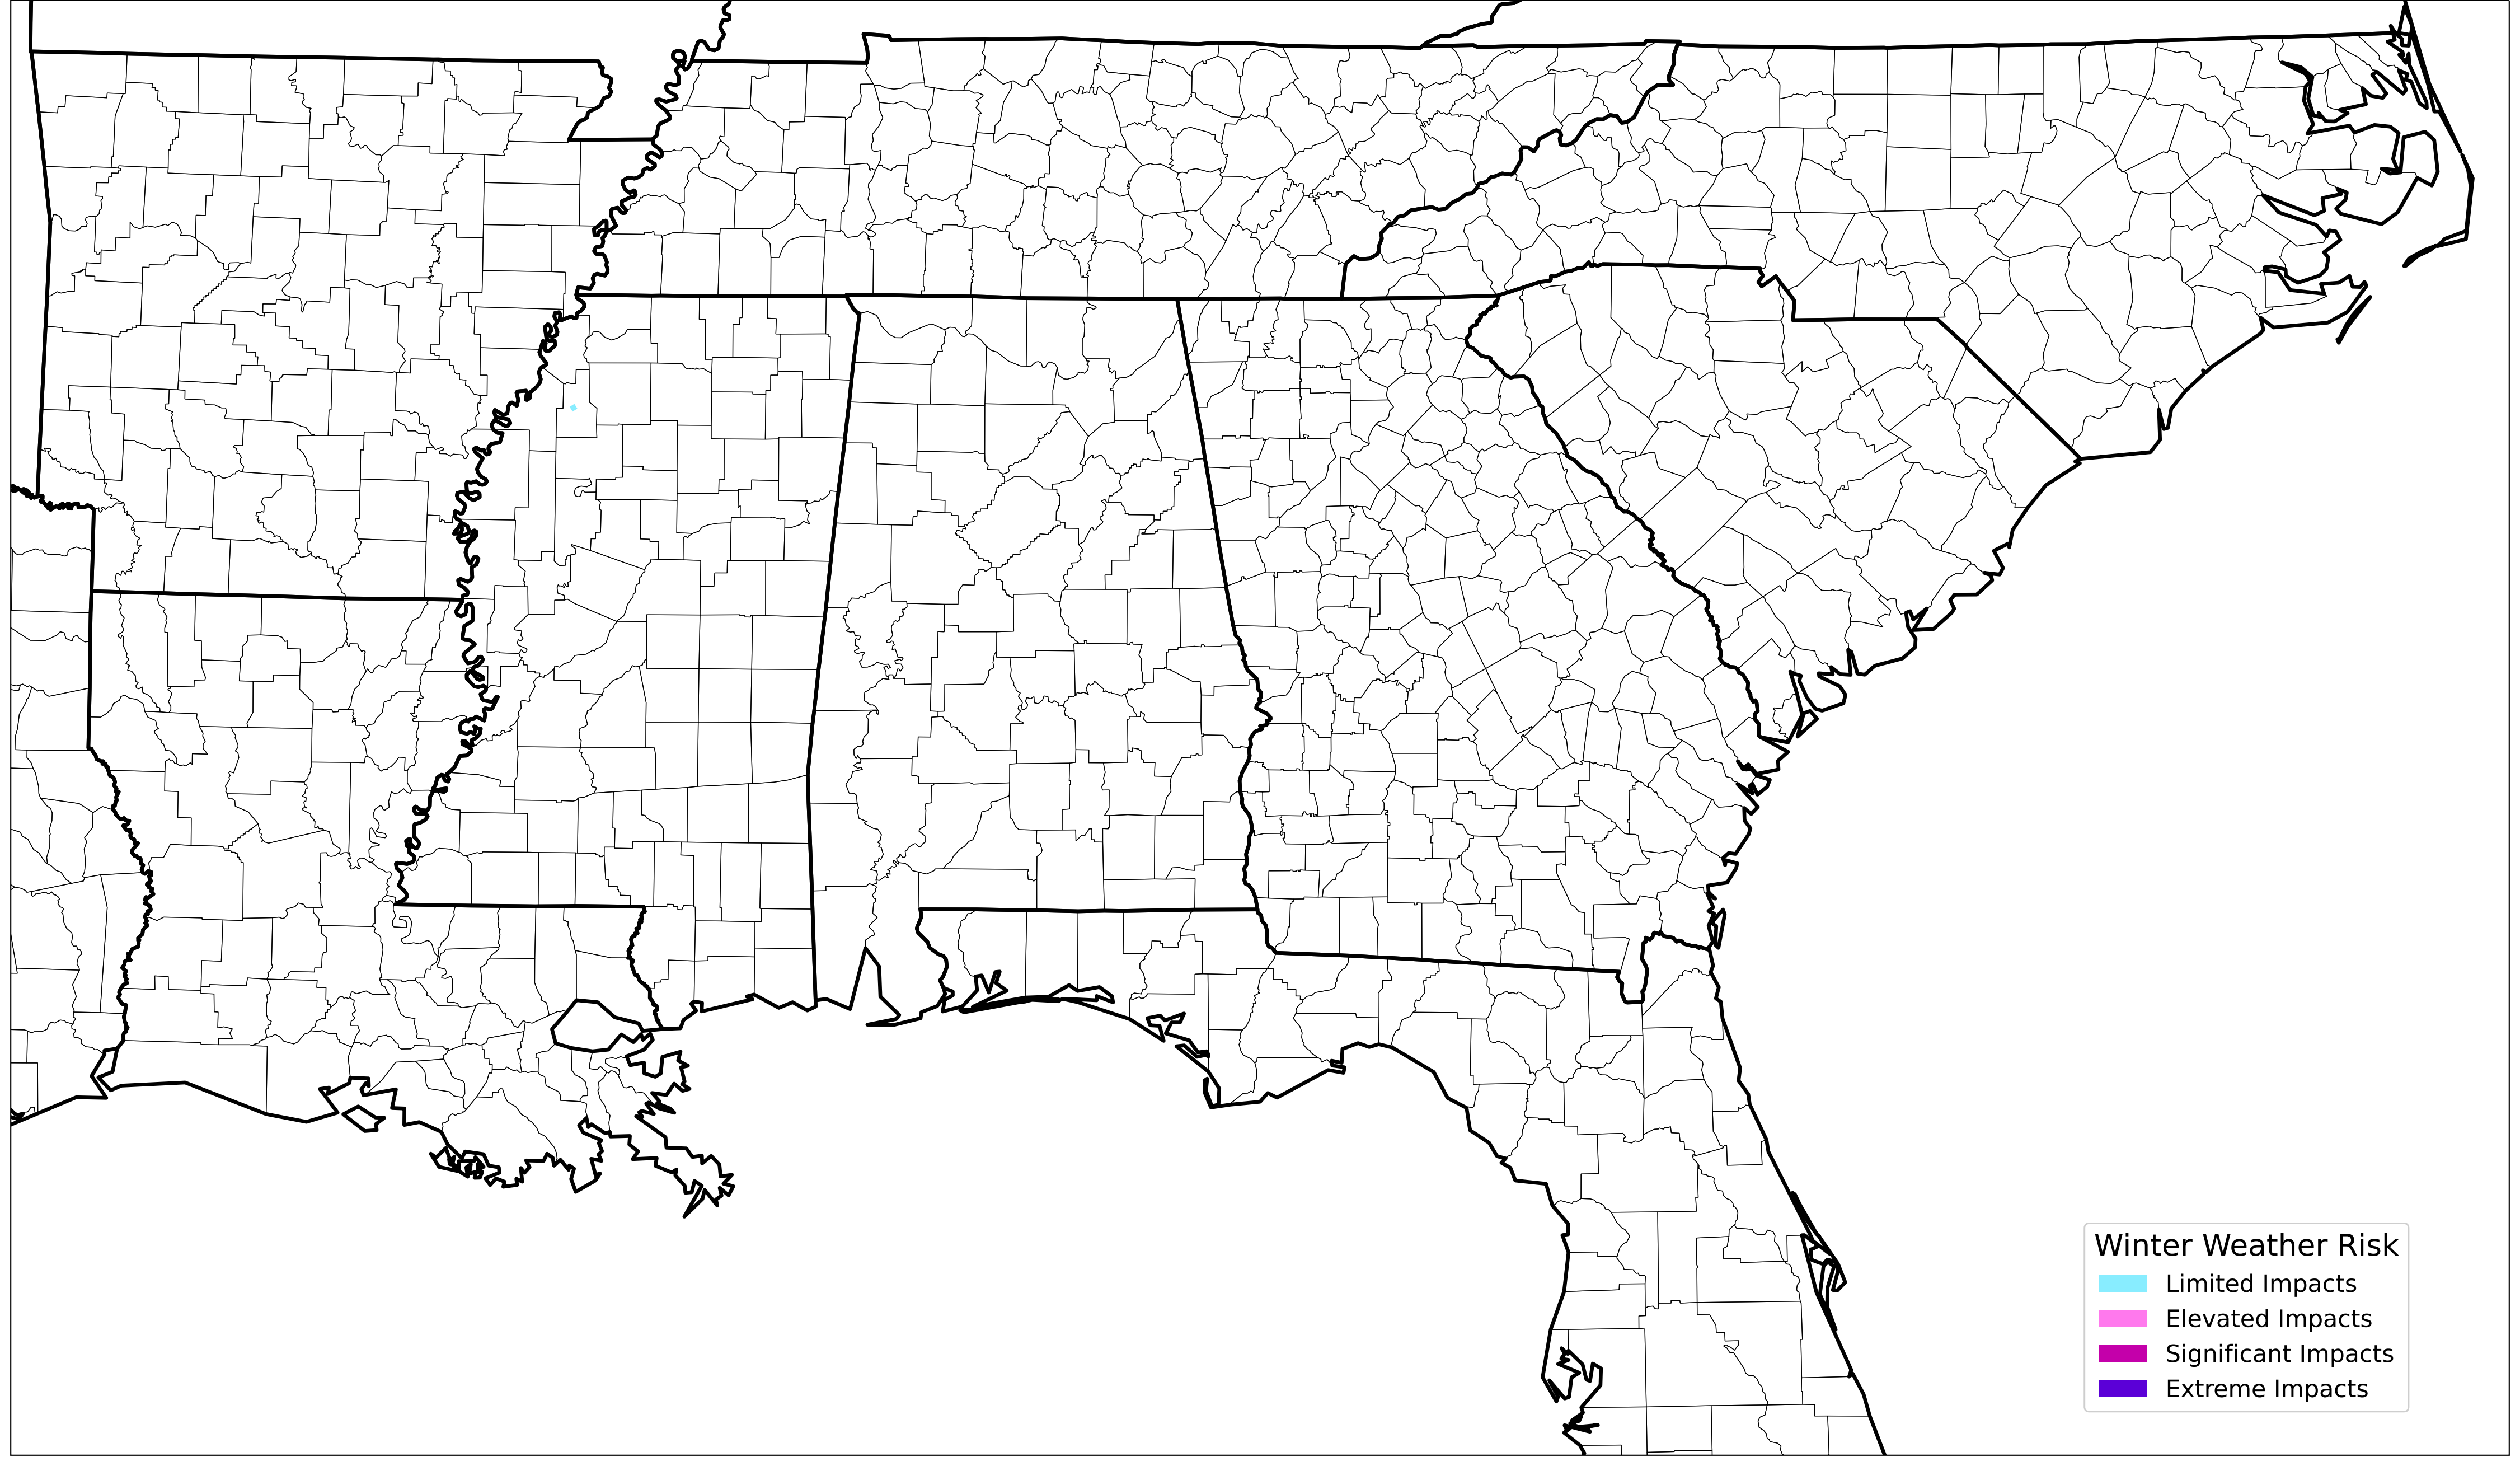 Winter Weather Risk
Limited Impacts
Elevated Impacts
Significant Impacts
Extreme Impacts